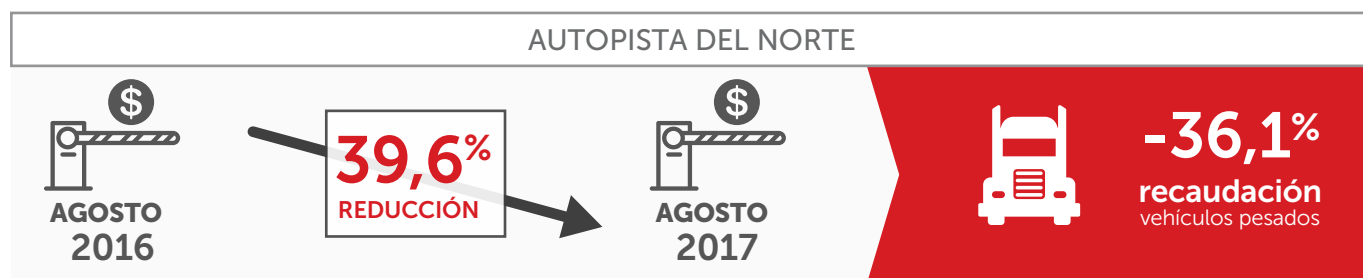 AUTOPISTA DEL NORTE
$
AGOSTO
2016
39,6%
REDUCCIÓN
$
AGOSTO
2017
-36,1%
recaudación
vehículos pesados